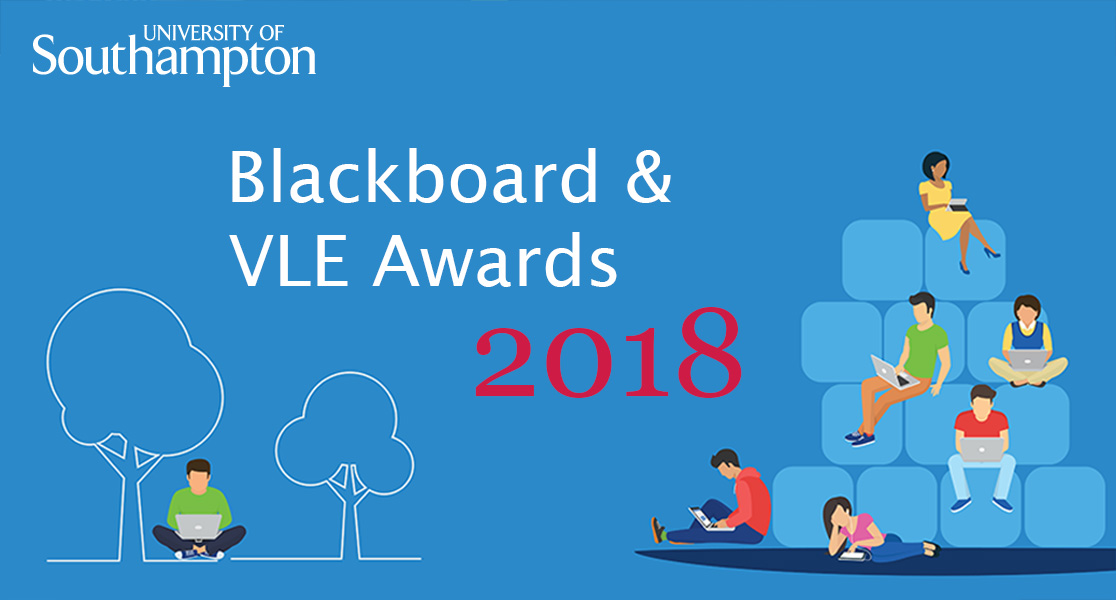 UNIVERSITY OF
Southampton
Blackboard &
VLE Awards
2018